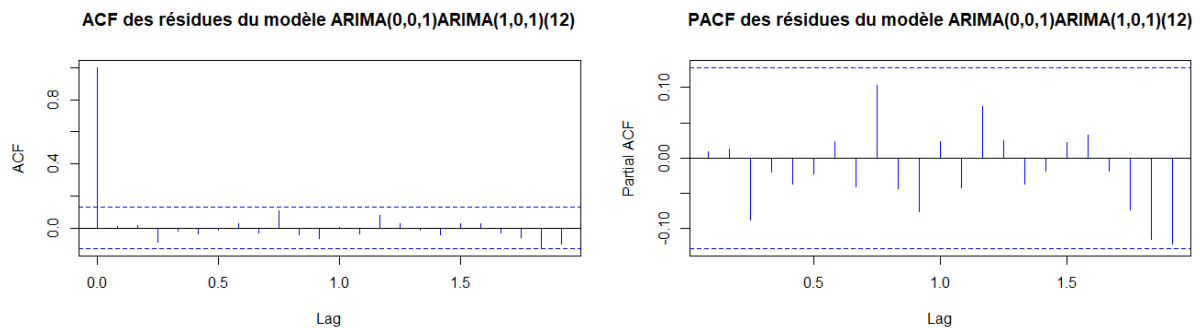 ACF des résidues du modèle ARIMA(0,0,1)ARIMA(1,0,1)(12)
ACF
0.0 0.4 0.8
0.0 0.5 1.0 1.5
Lag
PACF des résidues du modèle ARIMA(0,0,1)ARIMA(1,0,1)(12)
Partial ACF
-0.10 0.00 0.10
0.5 1.0 1.5
Lag